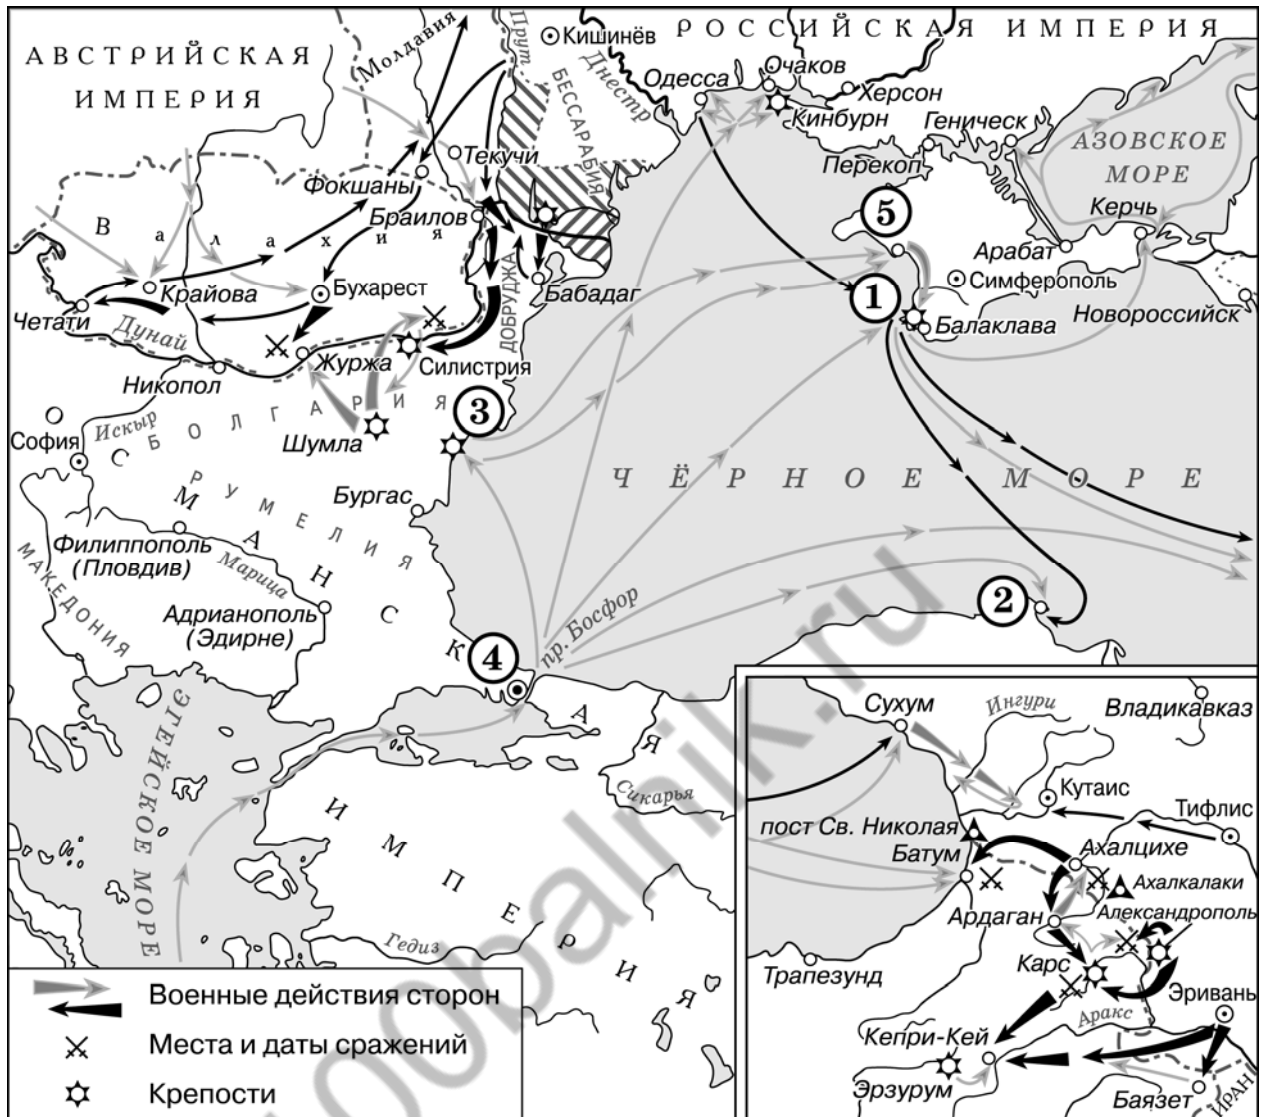 РОССИЙСКАЯ ИМПЕРИЯ
АВСТРИЙСКАЯ
ИМПЕРИЯ
Молдавия
Прут
Кишинёв
Днестр
БЕССАРАБИЯ
Одесса
Очаков
Херсон
Кинбурн
Геническ
Перекоп
АЗОВСКОЕ
МОРЕ
Керчь
Арабат
Симферополь
Новороссийск
Балаклава
5
1
Текучи
Фокшаны
Браилов
Валахия
Крайова
Бухарест
Бабадаг
ДОБРУДЖА
Четати
Дунай
Журжа
Силистрия
Никопол
БОЛГАРИЯ
Искыр
София
Шумла
3
ЧЁРНОЕ МОРЕ
РУМЕЛИЯ
Бургас
Филиппополь
(Пловдив)
Марица
МАКЕДОНИЯ
Адрианополь
(Эдирне)
пр. Босфор
2
4
ОСМАНСКАЯ
ИМПЕРИЯ
ЭГЕЙСКОЕ МОРЕ
Сикарья
Гедиз
Сухум
Ингури
Владикавказ
Кутаис
Тифлис
пост Св. Николая
Батум
Ахалцихе
Ахалкалаки
Ардаган
Александрополь
Карс
Трапезунд
Эривань
Аракс
Кепри-Кей
Эрзурум
Баязет
ИРАН
Военные действия сторон
Места и даты сражений
Крепости
100balnik.ru